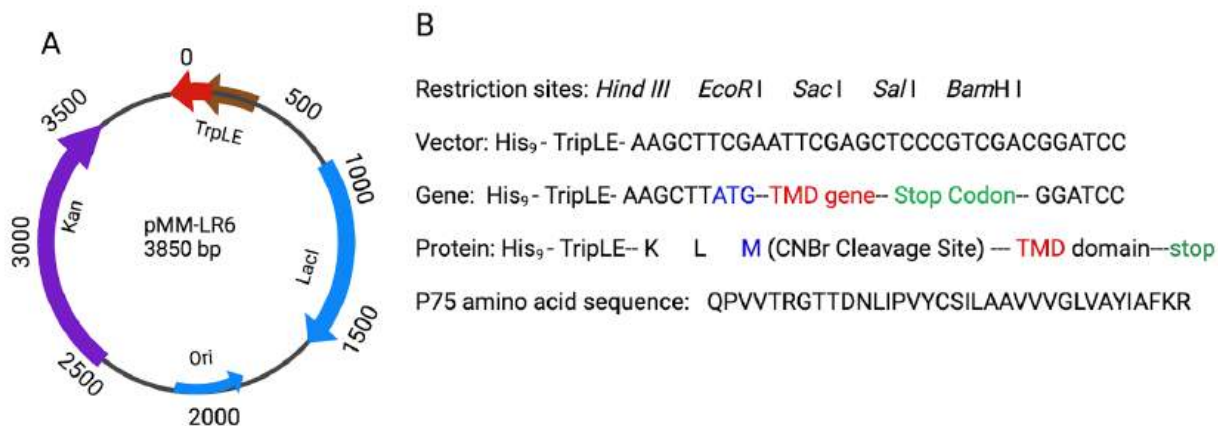 A
0
500
1000
1500
2000
2500
3000
3500
TrpLE
LacI
Ori
Kan
pMM-LR6
3850 bp
B
Restriction sites: Hind III EcoR I Sac I Sal I BamH I
Vector: His₉ - TripLE- AAGCTTCGAATTCGAGCTCCCGTCGACGGATCC
Gene: His₉ - TripLE- AAGCTTATG--TMD gene-- Stop Codon-- GGATCC
Protein: His₉ - TripLE-- K L M (CNBr Cleavage Site) --- TMD domain---stop
P75 amino acid sequence: QPVVTRGTTDNLIPVYCSILAAVVVGLVAYIAFKR